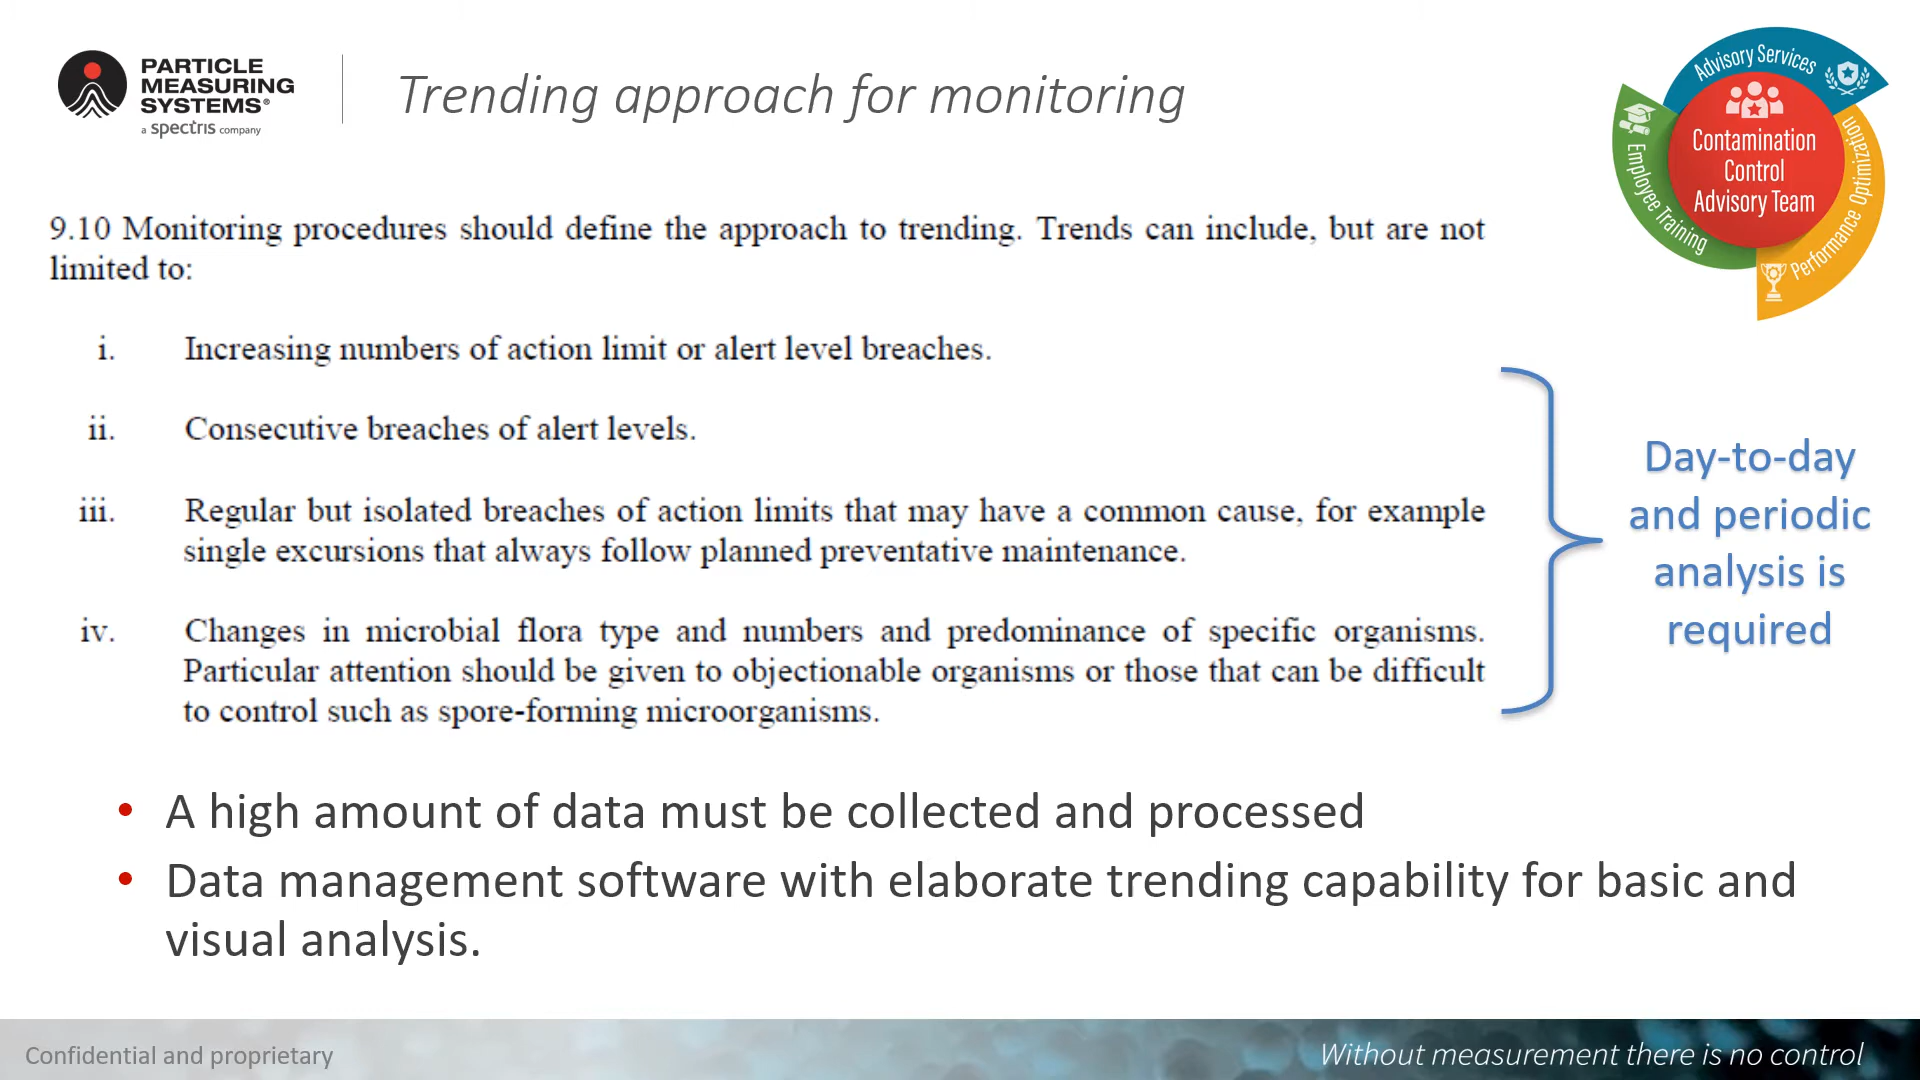 PARTICLE
MEASURING
SYSTEMS®
a spectris company
Trending approach for monitoring
Advisory Services
Employee Training
Performance Optimization
Contamination
Control
Advisory Team
9.10 Monitoring procedures should define the approach to trending. Trends can include, but are not
limited to:
i. Increasing numbers of action limit or alert level breaches.
ii. Consecutive breaches of alert levels.
iii. Regular but isolated breaches of action limits that may have a common cause, for example
single excursions that always follow planned preventative maintenance.
iv. Changes in microbial flora type and numbers and predominance of specific organisms.
Particular attention should be given to objectionable organisms or those that can be difficult
to control such as spore-forming microorganisms.
Day-to-day
and periodic
analysis is
required
• A high amount of data must be collected and processed
• Data management software with elaborate trending capability for basic and
visual analysis.
Confidential and proprietary
Without measurement there is no control